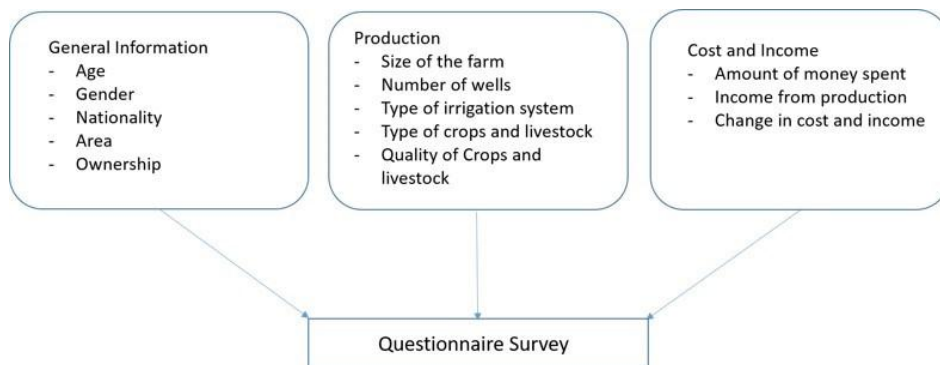 General Information
- Age
- Gender
- Nationality
- Area
- Ownership
Production
- Size of the farm
- Number of wells
- Type of irrigation system
- Type of crops and livestock
- Quality of Crops and
livestock
Cost and Income
- Amount of money spent
- Income from production
- Change in cost and income
Questionnaire Survey